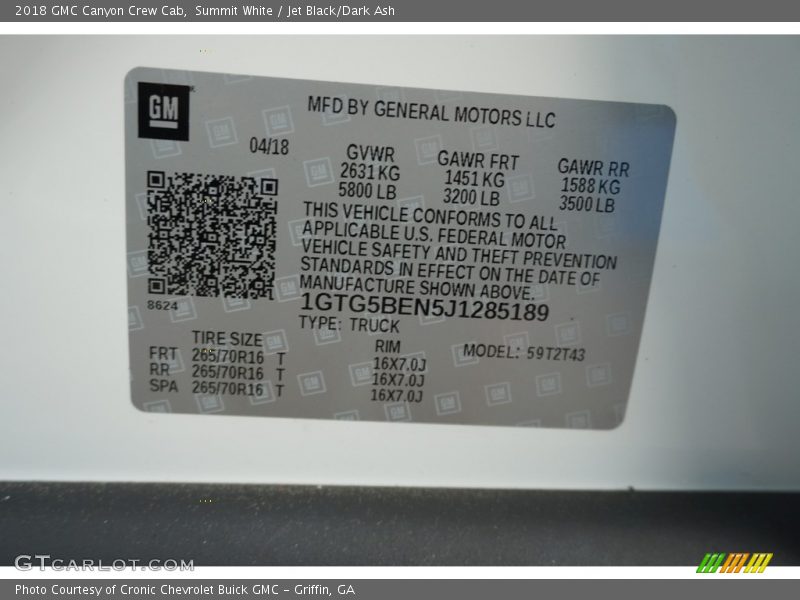 2018 GMC Canyon Crew Cab,  Summit White / Jet Black/Dark Ash
GM
MFD BY GENERAL MOTORS LLC
04/18
GVWR GAWR FRT GAWR RR
2631 KG 1451 KG 1588 KG
5800 LB 3200 LB 3500 LB
THIS VEHICLE CONFORMS TO ALL
APPLICABLE U.S. FEDERAL MOTOR
VEHICLE SAFETY AND THEFT PREVENTION
STANDARDS IN EFFECT ON THE DATE OF
MANUFACTURE SHOWN ABOVE.
8624
1GTG5BEN5J1285189
TYPE: TRUCK
TIRE SIZE RIM MODEL: 59T2T43
FRT 265/70R16 T 16X7.0J
RR 265/70R16 T 16X7.0J
SPA 265/70R16 T 16X7.0J
GTCARLOT.COM
Photo Courtesy of Cronic Chevrolet Buick GMC – Griffin, GA